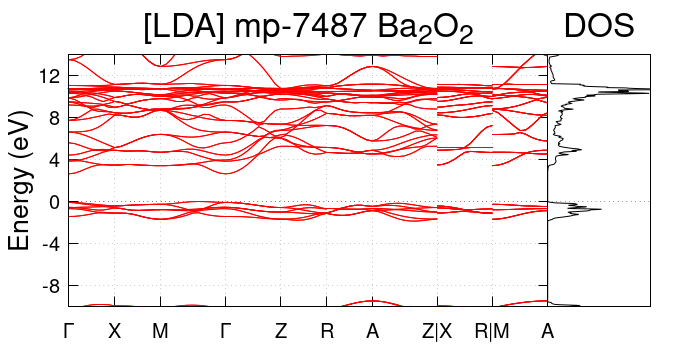 [LDA] mp-7487 Ba₂O₂ DOS
Energy (eV)
12
8
4
0
-4
-8
Γ X M Γ Z R A Z|X R|M A